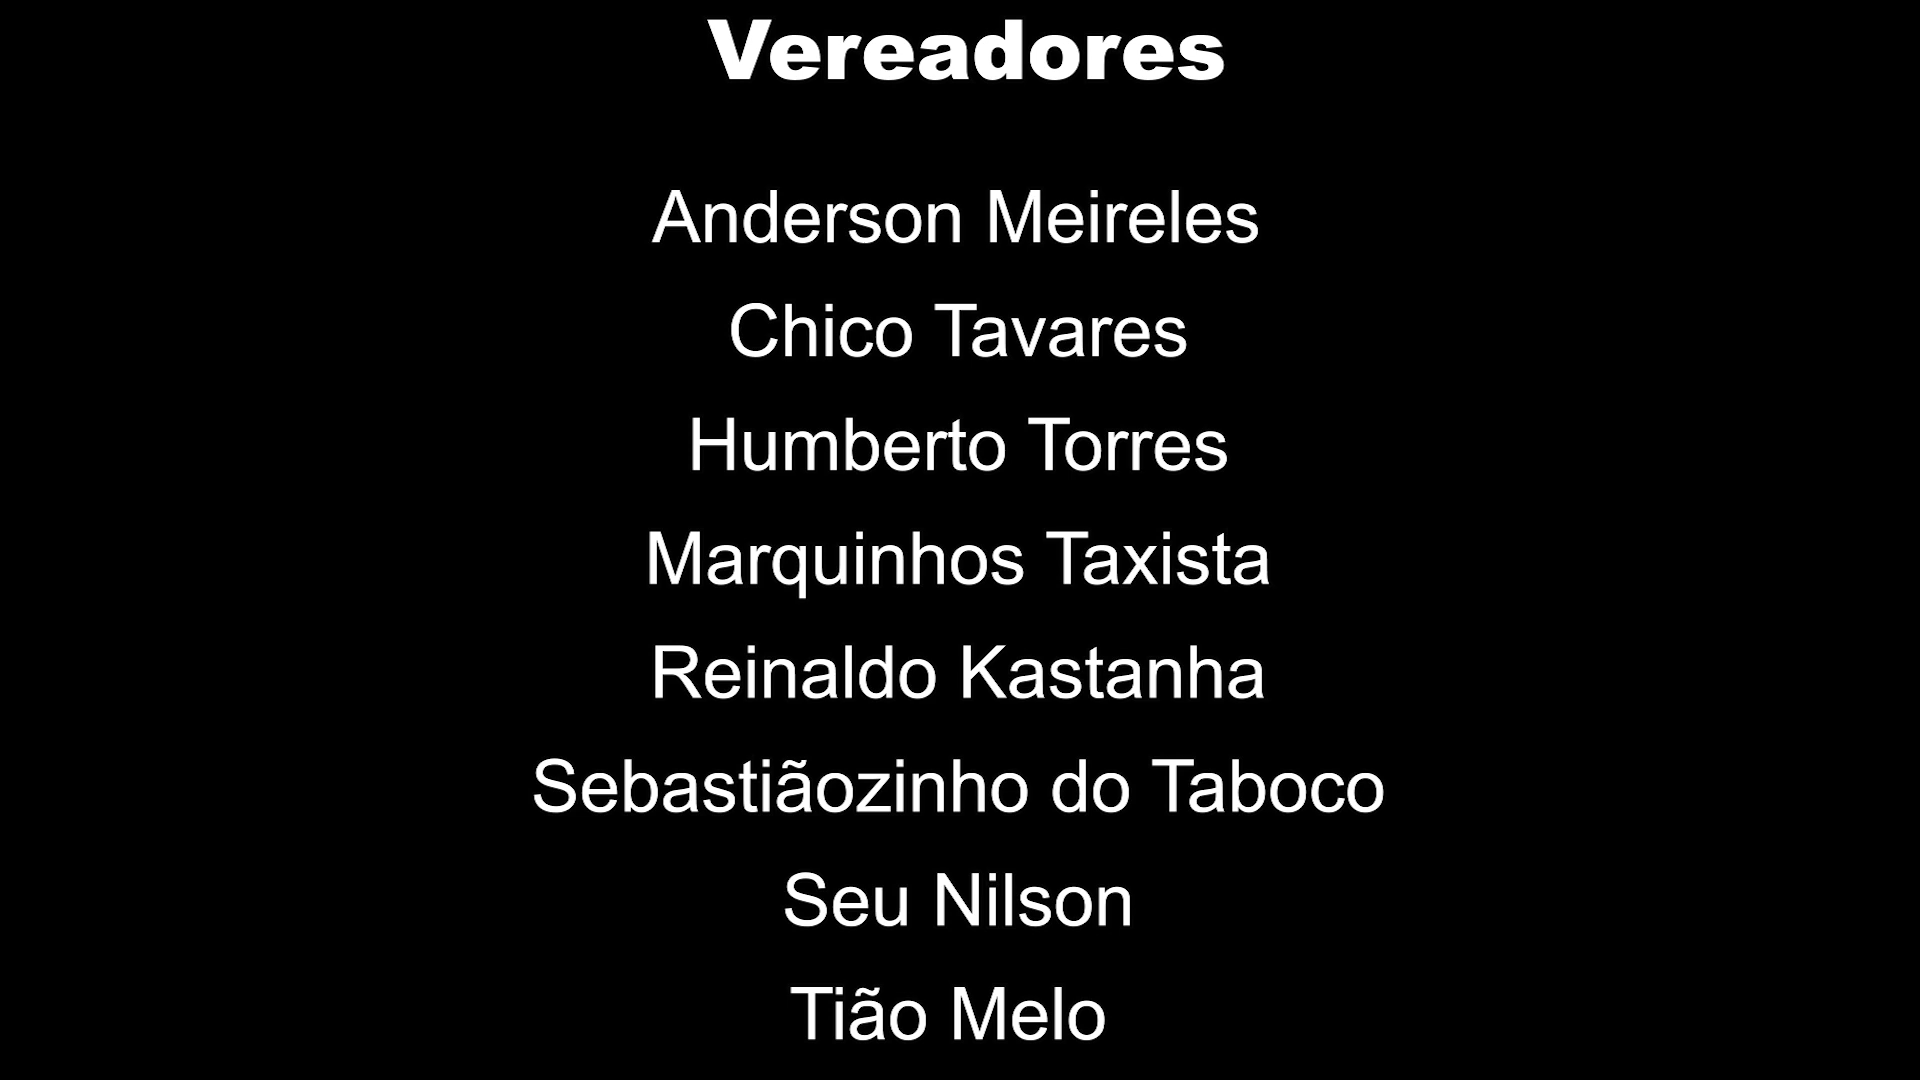 Vereadores
Anderson Meireles
Chico Tavares
Humberto Torres
Marquinhos Taxista
Reinaldo Kastanha
Sebastiãozinho do Taboco
Seu Nilson
Tião Melo